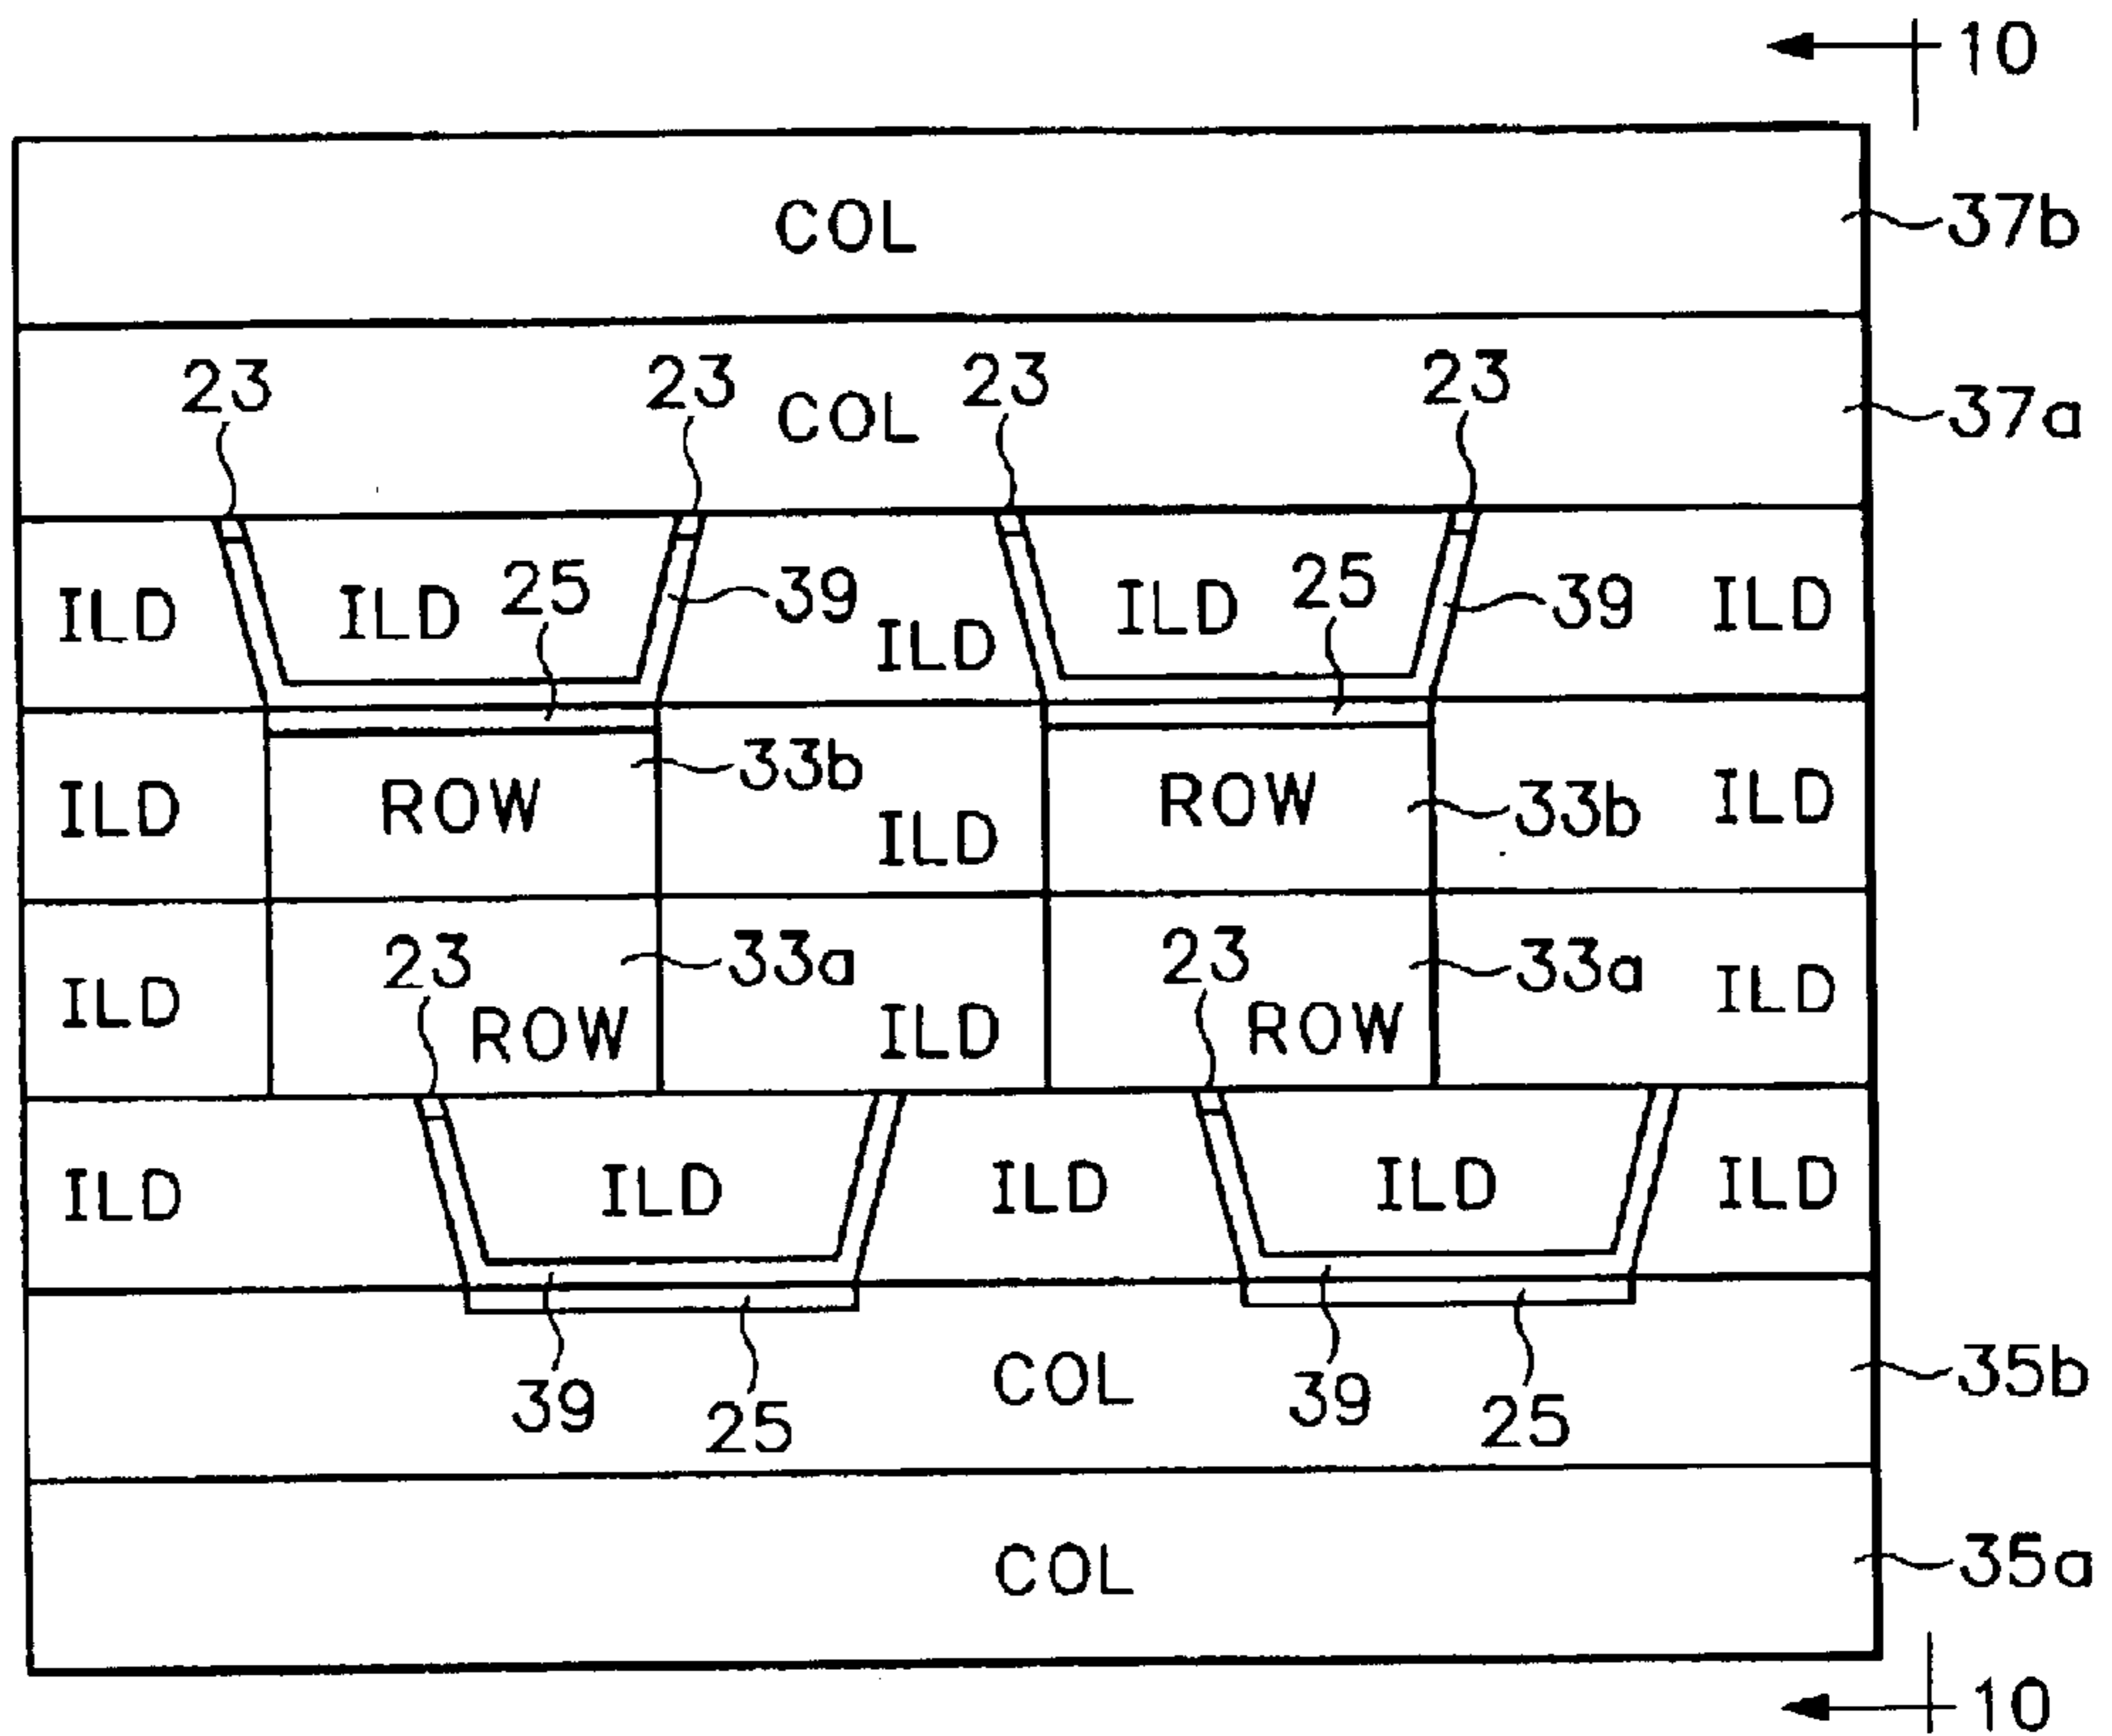 10
COL 37b
23 23 COL 23 23 37a
ILD ILD 25 39 ILD ILD 25 39 ILD
ILD ROW 33b ILD ROW 33b ILD
ILD 23 ROW 33a ILD 23 ROW 33a ILD
ILD ILD ILD ILD ILD
39 25 COL 39 25 35b
COL 35a
10